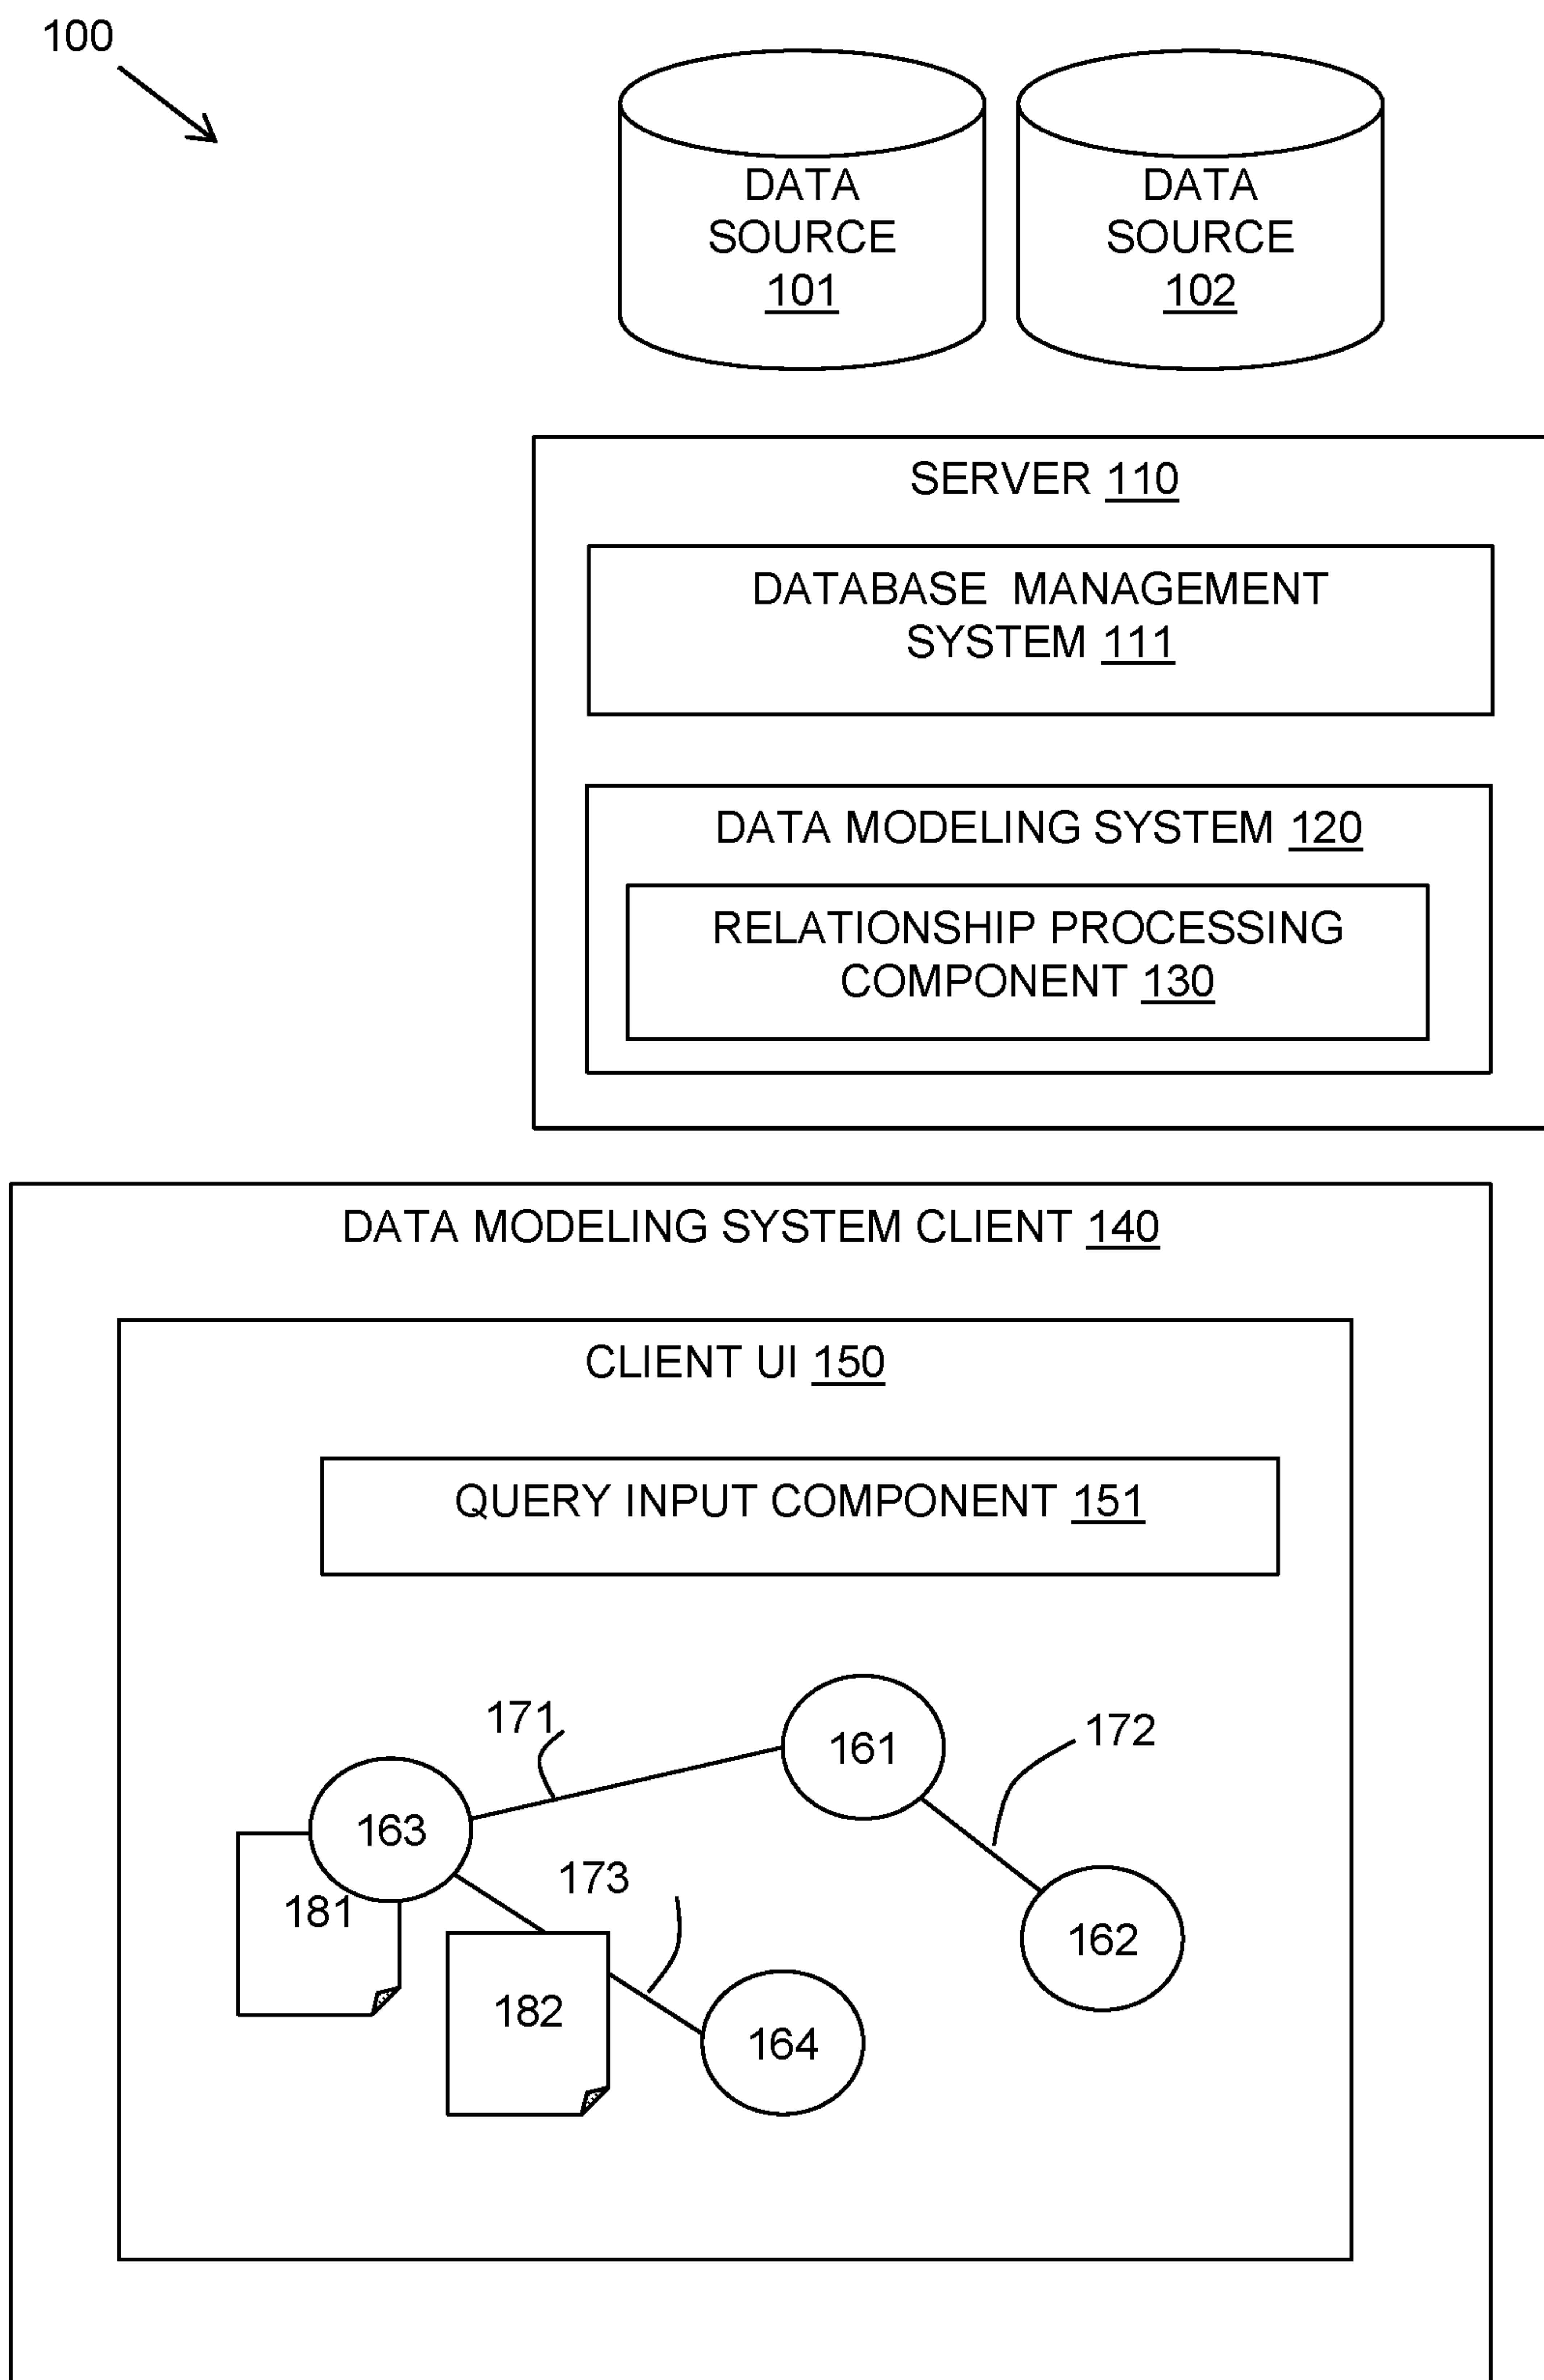 100
DATA
SOURCE
101
DATA
SOURCE
102
SERVER 110
DATABASE MANAGEMENT
SYSTEM 111
DATA MODELING SYSTEM 120
RELATIONSHIP PROCESSING
COMPONENT 130
DATA MODELING SYSTEM CLIENT 140
CLIENT UI 150
QUERY INPUT COMPONENT 151
171
161
172
163
173
181
162
182
164